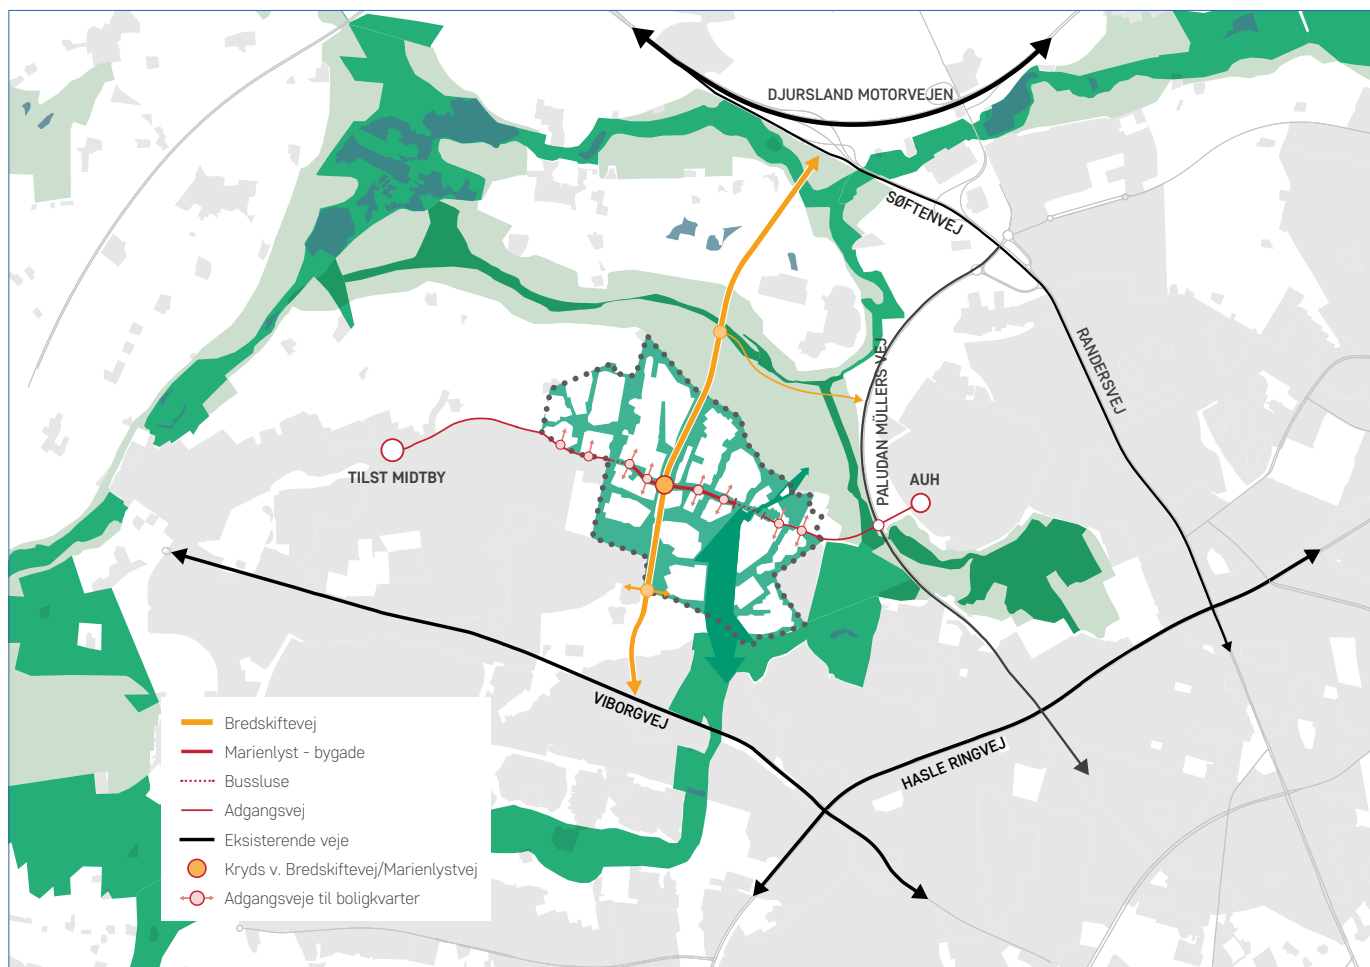 DJURSLAND MOTORVEJEN
SØFTENVEJ
RANDERSVEJ
PALUDAN MÜLLERS VEJ
TILST MIDTBY
AUH
VIBORGVEJ
HASLE RINGVEJ
Bredskiftevej
Marienlyst - bygade
Bussluse
Adgangsvej
Eksisterende veje
Kryds v. Bredskiftevej/Marienlystvej
Adgangsveje til boligkvarter